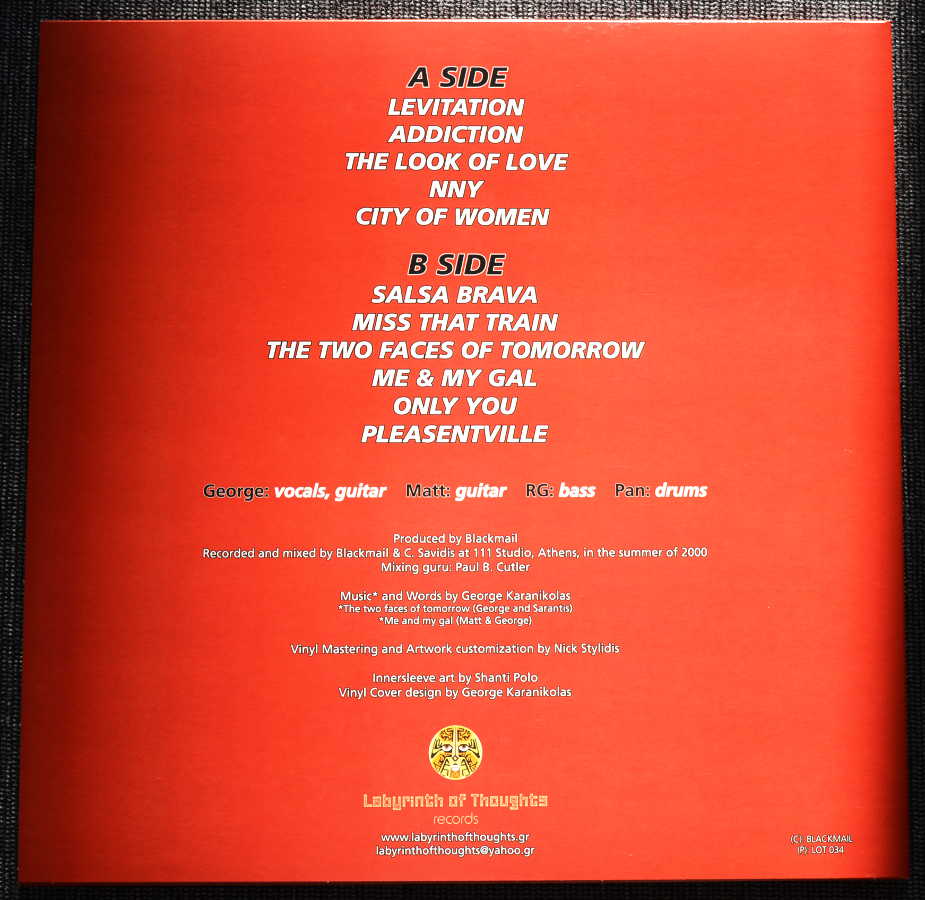 A SIDE
LEVITATION
ADDICTION
THE LOOK OF LOVE
NNY
CITY OF WOMEN
B SIDE
SALSA BRAVA
MISS THAT TRAIN
THE TWO FACES OF TOMORROW
ME & MY GAL
ONLY YOU
PLEASENTVILLE
George: vocals, guitar Matt: guitar RG: bass Pan: drums
Produced by Blackmail
Recorded and mixed by Blackmail & C. Savidis at 111 Studio, Athens, in the summer of 2000
Mixing guru: Paul B. Cutler
Music* and Words by George Karanikolas
*The two faces of tomorrow (George and Sarantis)
*Me and my gal (Matt & George)
Vinyl Mastering and Artwork customization by Nick Stylidis
Innersleeve art by Shanti Polo
Vinyl Cover design by George Karanikolas
Labyrinth of Thoughts
records
www.labyrinthofthoughts.gr
labyrinthofthoughts@yahoo.gr
(C) BLACKMAIL
(P) LOT 034